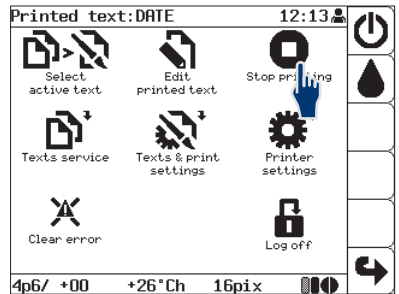 Printed text:DATE 12:13
Select
active text
Edit
printed text
Stop printing
Texts service
Texts & print
settings
Printer
settings
Clear error
Log off
4p6/ +00 +26°Ch 16pix